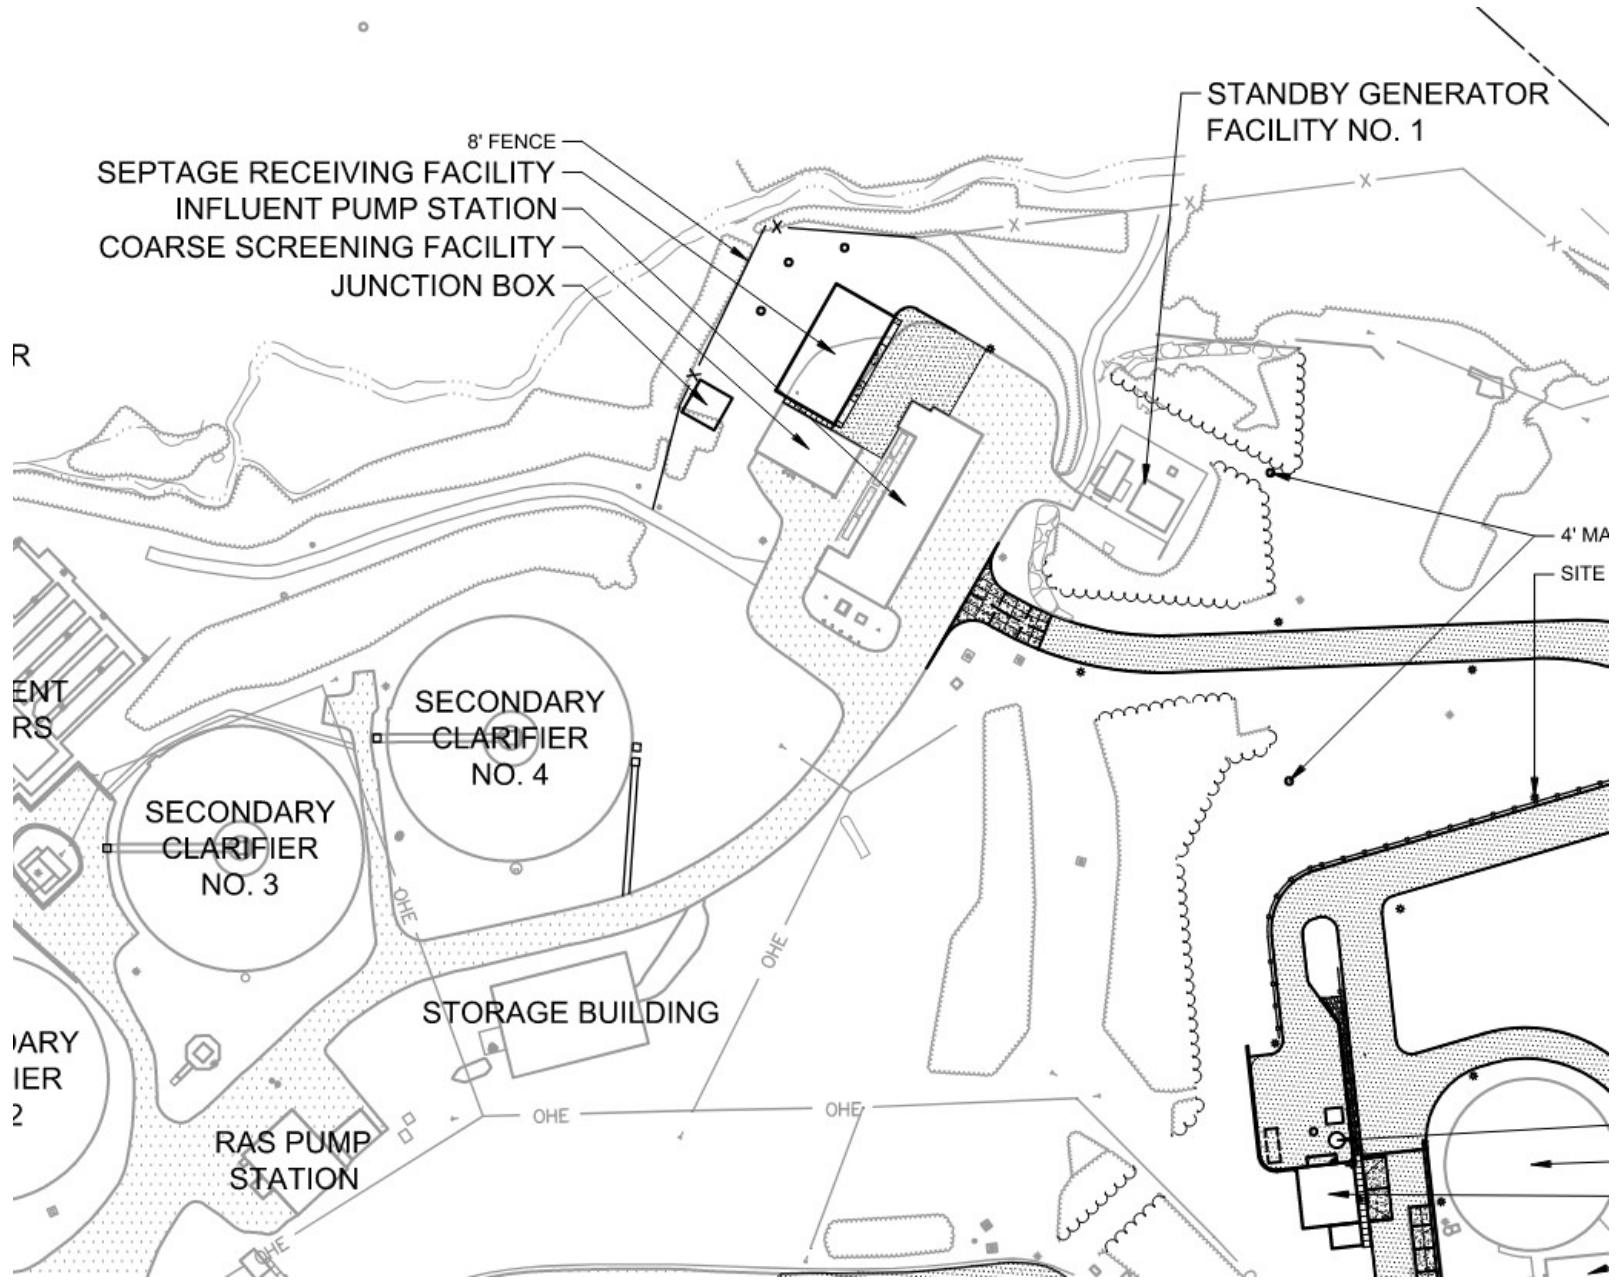 STANDBY GENERATOR
FACILITY NO. 1
8' FENCE
SEPTAGE RECEIVING FACILITY
INFLUENT PUMP STATION
COARSE SCREENING FACILITY
JUNCTION BOX
X
X
X
X
X
X
R
4' MA
SITE
ENT
RS
SECONDARY
CLARIFIER
NO. 4
SECONDARY
CLARIFIER
NO. 3
OHE
OHE
STORAGE BUILDING
DARY
IER
2
OHE
OHE
RAS PUMP
STATION
OHE